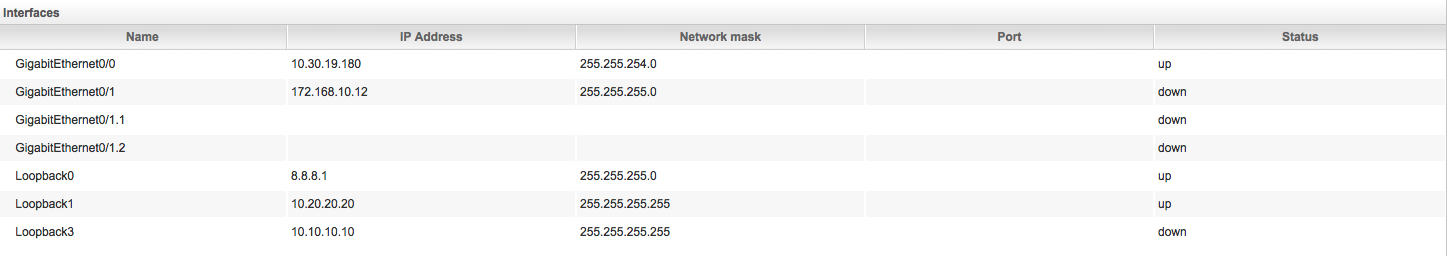 Interfaces
Name IP Address Network mask Port Status
GigabitEthernet0/0 10.30.19.180 255.255.254.0 up
GigabitEthernet0/1 172.168.10.12 255.255.255.0 down
GigabitEthernet0/1.1 down
GigabitEthernet0/1.2 down
Loopback0 8.8.8.1 255.255.255.0 up
Loopback1 10.20.20.20 255.255.255.255 up
Loopback3 10.10.10.10 255.255.255.255 down